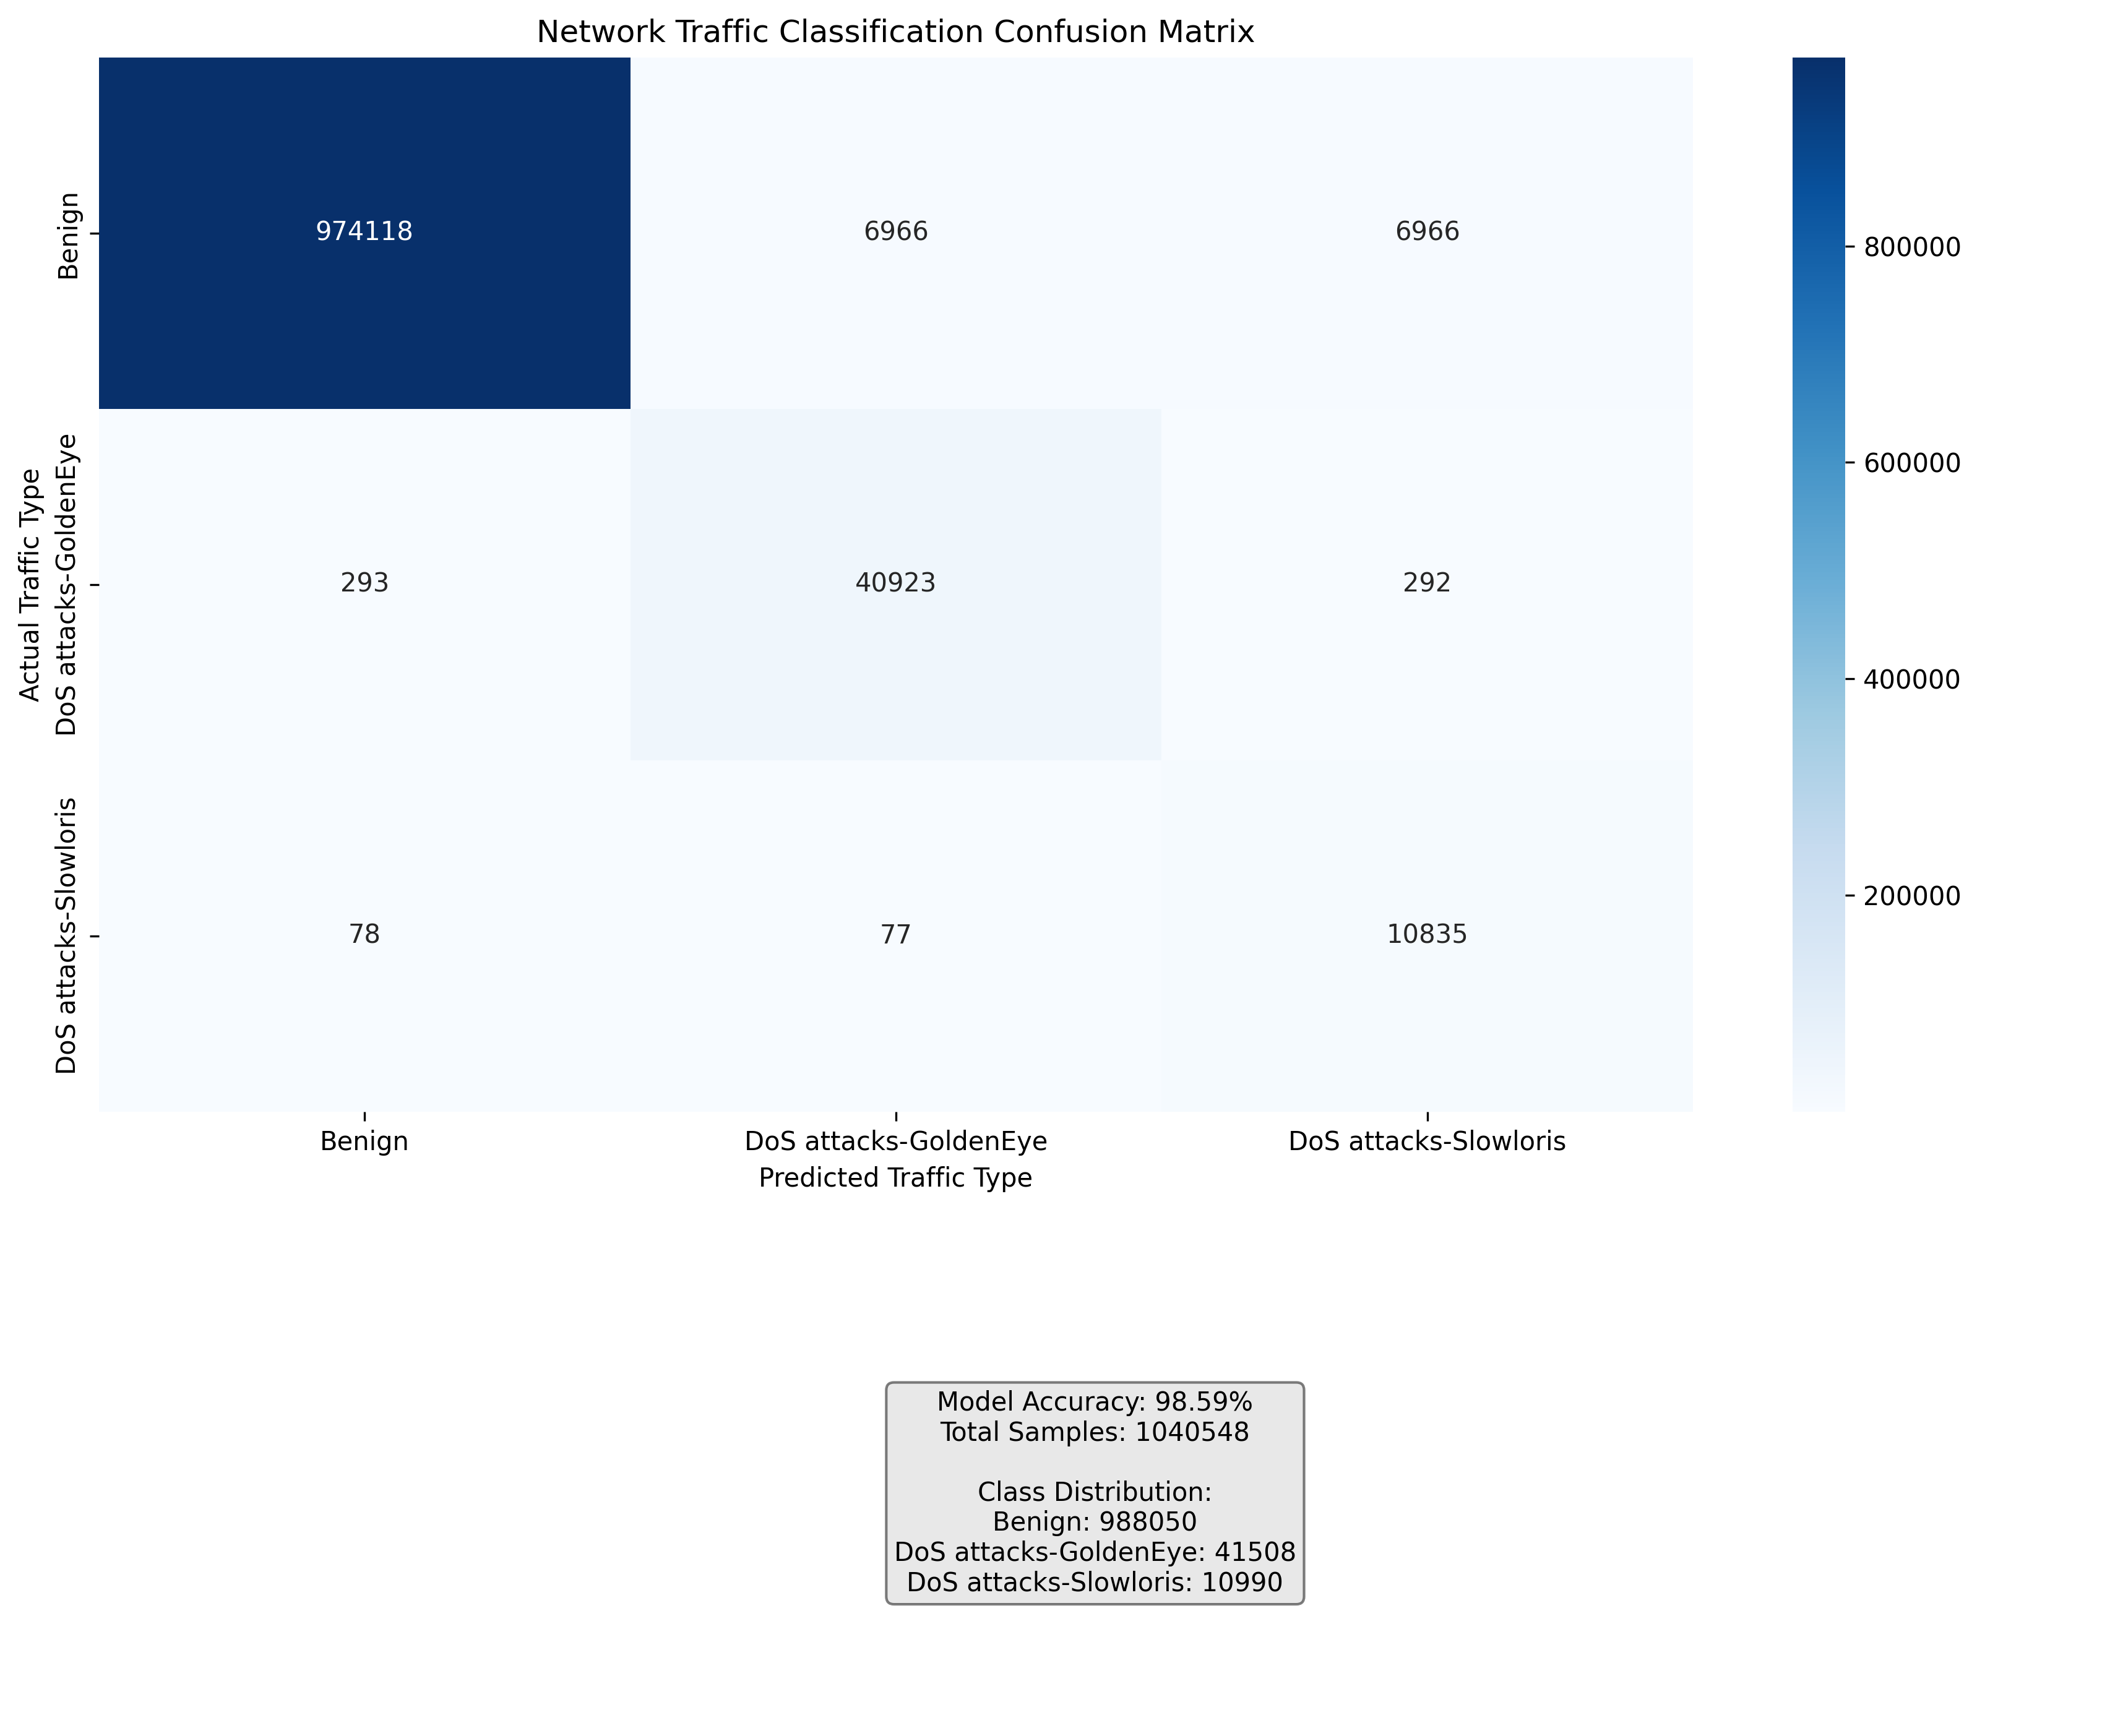 Network Traffic Classification Confusion Matrix
Actual Traffic Type
Benign
974118 6966 6966
DoS attacks-GoldenEye
293 40923 292
DoS attacks-Slowloris
78 77 10835
Benign DoS attacks-GoldenEye DoS attacks-Slowloris
Predicted Traffic Type
800000
600000
400000
200000
Model Accuracy: 98.59%
Total Samples: 1040548
Class Distribution:
Benign: 988050
DoS attacks-GoldenEye: 41508
DoS attacks-Slowloris: 10990